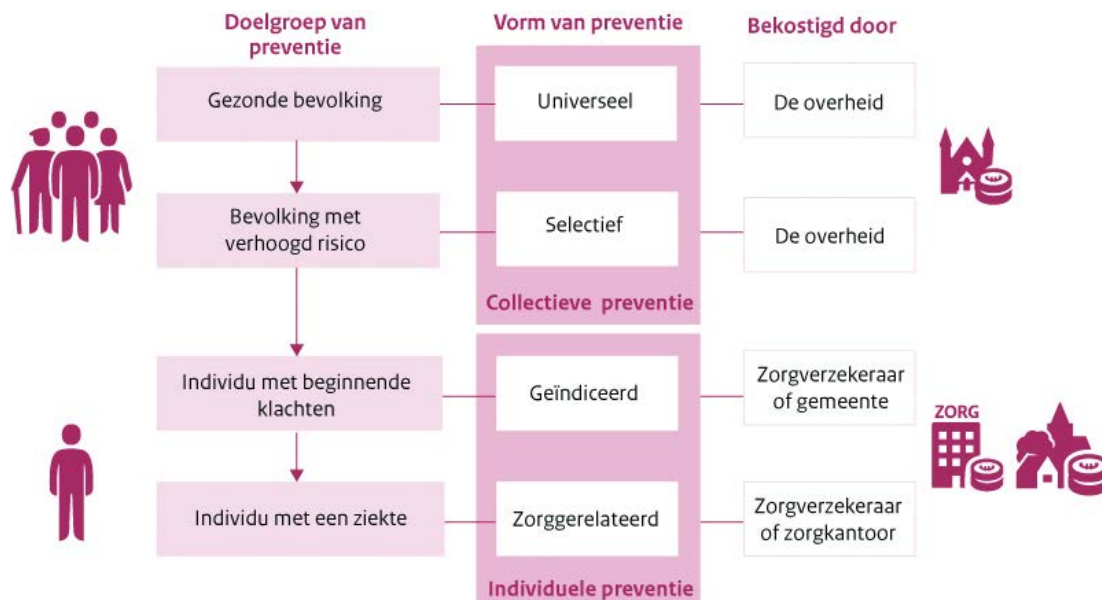 Doelgroep van
preventie
Vorm van preventie
Bekostigd door
Gezonde bevolking
Universeel
De overheid
Bevolking met
verhoogd risico
Selectief
De overheid
Collectieve preventie
Individu met beginnende
klachten
Geïndiceerd
Zorgverzekeraar
of gemeente
ZORG
Individu met een ziekte
Zorggerelateerd
Zorgverzekeraar
of zorgkantoor
Individuele preventie